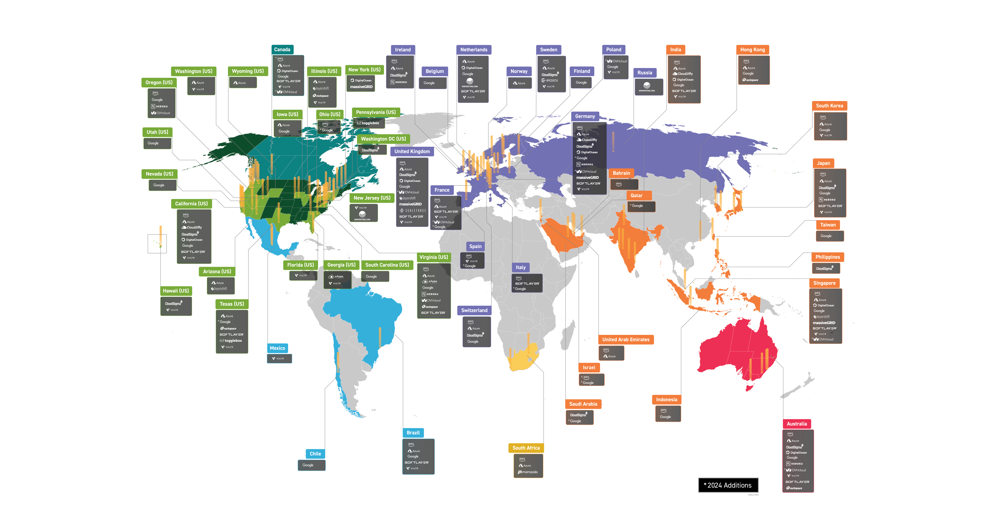 Canada
* aws
Azure
DigitalOcean
Google
SOFTLAYER
VULTR
* OVHcloud
Ireland
aws
Azure
CloudSigma
HEROKU
Netherlands
Azure
DigitalOcean
Google
MIRHOSTING.COM
SOFTLAYER
VULTR
Sweden
aws
Azure
CloudSigma
elastx
VULTR
Poland
* OVHcloud
Google
VULTR
India
aws
Azure
CloudJiffy
DigitalOcean
Google
SOFTLAYER
VULTR
Hong Kong
aws
Azure
Google
rackspace
Oregon (US)
aws
Google
HEROKU
OVHcloud
Washington (US)
Azure
VULTR
Wyoming (US)
Azure
Illinois (US)
Azure
layershift
rackspace
VULTR
New York (US)
DigitalOcean
massiveGRID
Belgium
Google
Norway
Azure
Finland
Google
Russia
MIRHOSTING.COM
Iowa (US)
Azure
Google
Ohio (US)
aws
* Google
Pennsylvania (US)
togglebox
Washington DC (US)
CloudSigma
Germany
aws
Azure
CloudJiffy
CloudSigma
DigitalOcean
* Google
HEROKU
* OVHcloud
massiveGRID
SOFTLAYER
VULTR
South Korea
aws
Azure
Google
VULTR
Utah (US)
Google
United Kingdom
aws
Azure
CloudSigma
DigitalOcean
Google
* OVHcloud
layershift
massiveGRID
SCALEFORCE
SOFTLAYER
VULTR
Nevada (US)
Google
France
aws
Azure
SOFTLAYER
VULTR
* OVHcloud
* Google
Bahrain
aws
Qatar
* Google
Japan
aws
Azure
CloudSigma
Google
HEROKU
SOFTLAYER
VULTR
California (US)
aws
Azure
CloudJiffy
CloudSigma
DigitalOcean
Google
SOFTLAYER
VULTR
New Jersey (US)
VULTR
MIRHOSTING.COM
Taiwan
Google
Spain
aws
VULTR
* Google
Philippines
CloudSigma
Arizona (US)
Azure
layershift
Florida (US)
VULTR
Georgia (US)
eApps
VULTR
South Carolina (US)
Google
Virginia (US)
aws
Azure
eApps
Google
HEROKU
OVHcloud
rackspace
SOFTLAYER
Italy
aws
SOFTLAYER
* Google
Singapore
aws
Azure
DigitalOcean
Google
layershift
massiveGRID
SOFTLAYER
VULTR
* OVHcloud
Hawaii (US)
CloudSigma
VULTR
Texas (US)
Azure
* Google
rackspace
SOFTLAYER
togglebox
VULTR
Switzerland
aws
Azure
CloudSigma
Google
Mexico
VULTR
United Arab Emirates
aws
Azure
Israel
* aws
* Google
Saudi Arabia
CloudSigma
* Google
Indonesia
aws
Google
Australia
aws
Azure
CloudSigma
DigitalOcean
Google
HEROKU
* OVHcloud
VULTR
SOFTLAYER
rackspace
Brazil
aws
Azure
Google
SOFTLAYER
VULTR
Chile
Google
South Africa
aws
Azure
mamazala
* 2024 Additions